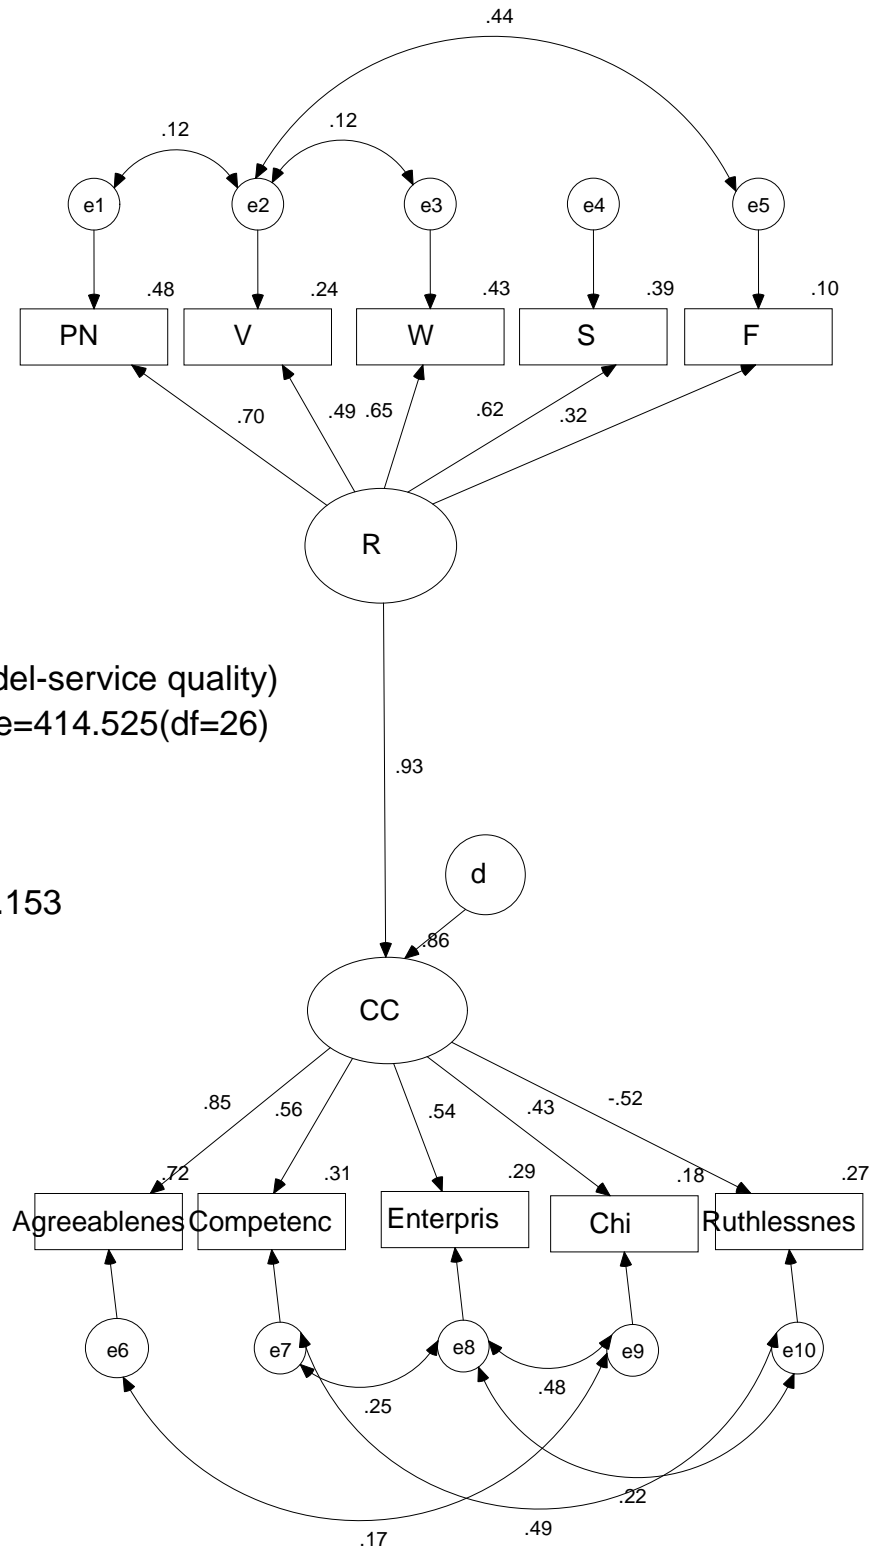 .44
.12
.12
e1
e2
e3
e4
e5
.48
.24
.43
.39
.10
PN
V
W
S
F
.70
.49
.65
.62
.32
R
del-service quality)
e=414.525(df=26)
.93
d
.153
.86
CC
.85
.56
.54
.43
-.52
.72
.31
.29
.18
.27
Agreeablenes
Competenc
Enterpris
Chi
Ruthlessnes
e6
e7
e8
e9
e10
.25
.48
.22
.17
.49